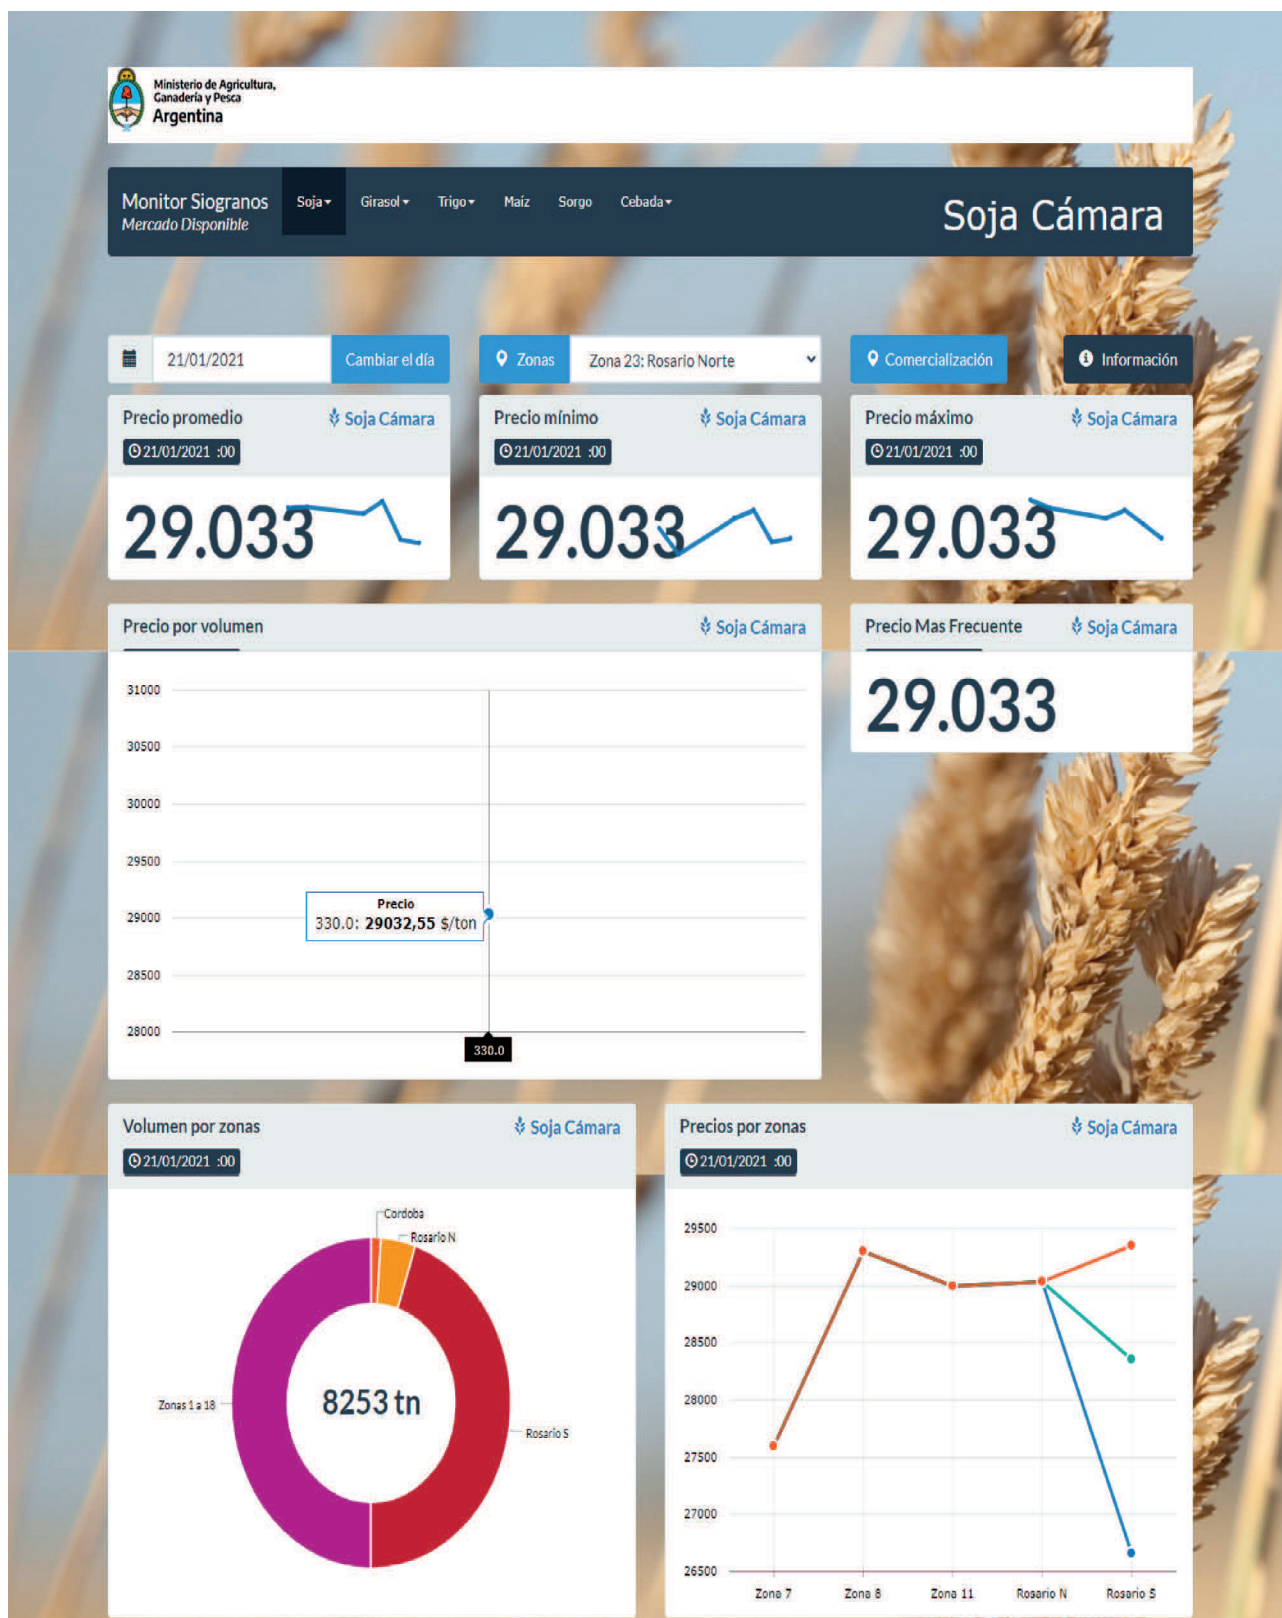 Ministerio de Agricultura,
Ganadería y Pesca
Argentina
Monitor Siogranos
Mercado Disponible
Soja
Girasol
Trigo
Maíz
Sorgo
Cebada
Soja Cámara
21/01/2021
Cambiar el día
Zonas
Zona 23: Rosario Norte
Comercialización
Información
Precio promedio
Soja Cámara
21/01/2021 :00
29.033
Precio mínimo
Soja Cámara
21/01/2021 :00
29.033
Precio máximo
Soja Cámara
21/01/2021 :00
29.033
Precio por volumen
Soja Cámara
31000
30500
30000
29500
29000
28500
28000
Precio
330.0: 29032,55 $/ton
330.0
Precio Mas Frecuente
Soja Cámara
29.033
Volumen por zonas
Soja Cámara
21/01/2021 :00
Cordoba
Rosario N
Zonas 1 a 18
8253 tn
Rosario S
Precios por zonas
Soja Cámara
21/01/2021 :00
29500
29000
28500
28000
27500
27000
26500
Zona 7
Zona 8
Zona 11
Rosario N
Rosario S